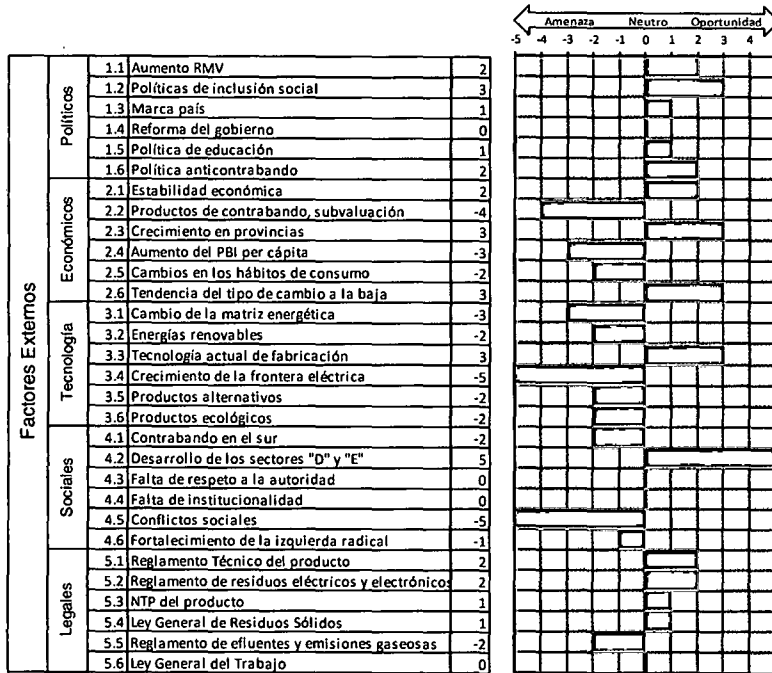 Amenaza Neutro Oportunidad
-5 -4 -3 -2 -1 0 1 2 3 4
Factores Externos
Políticos
1.1 Aumento RMV 2
1.2 Políticas de inclusión social 3
1.3 Marca país 1
1.4 Reforma del gobierno 0
1.5 Política de educación 1
1.6 Política anticontrabando 2
Económicos
2.1 Estabilidad económica 2
2.2 Productos de contrabando, subvaluación -4
2.3 Crecimiento en provincias 3
2.4 Aumento del PBI per cápita -3
2.5 Cambios en los hábitos de consumo -2
2.6 Tendencia del tipo de cambio a la baja 3
Tecnología
3.1 Cambio de la matriz energética -3
3.2 Energías renovables -2
3.3 Tecnología actual de fabricación 3
3.4 Crecimiento de la frontera eléctrica -5
3.5 Productos alternativos -2
3.6 Productos ecológicos -2
Sociales
4.1 Contrabando en el sur -2
4.2 Desarrollo de los sectores "D" y "E" 5
4.3 Falta de respeto a la autoridad 0
4.4 Falta de institucionalidad 0
4.5 Conflictos sociales -5
4.6 Fortalecimiento de la izquierda radical -1
Legales
5.1 Reglamento Técnico del producto 2
5.2 Reglamento de residuos eléctricos y electrónicos 2
5.3 NTP del producto 1
5.4 Ley General de Residuos Sólidos 1
5.5 Reglamento de efluentes y emisiones gaseosas -2
5.6 Ley General del Trabajo 0